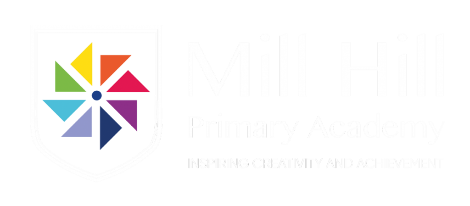 Mill Hill
Primary Academy
INSPIRING CREATIVITY AND ACHIEVEMENT